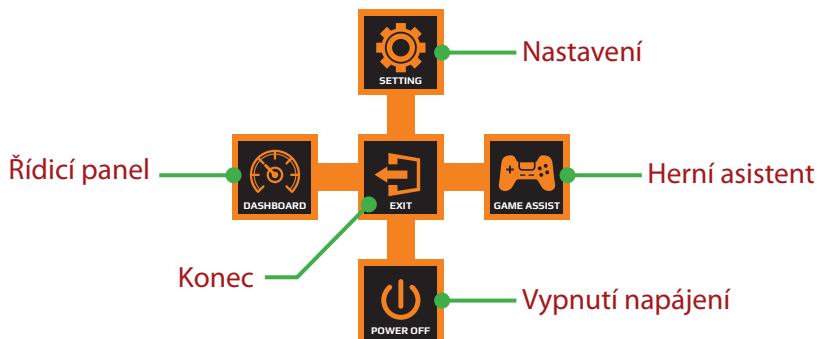 SETTING
Nastavení
Řídicí panel
DASHBOARD
EXIT
GAME ASSIST
Herní asistent
Konec
POWER OFF
Vypnutí napájení